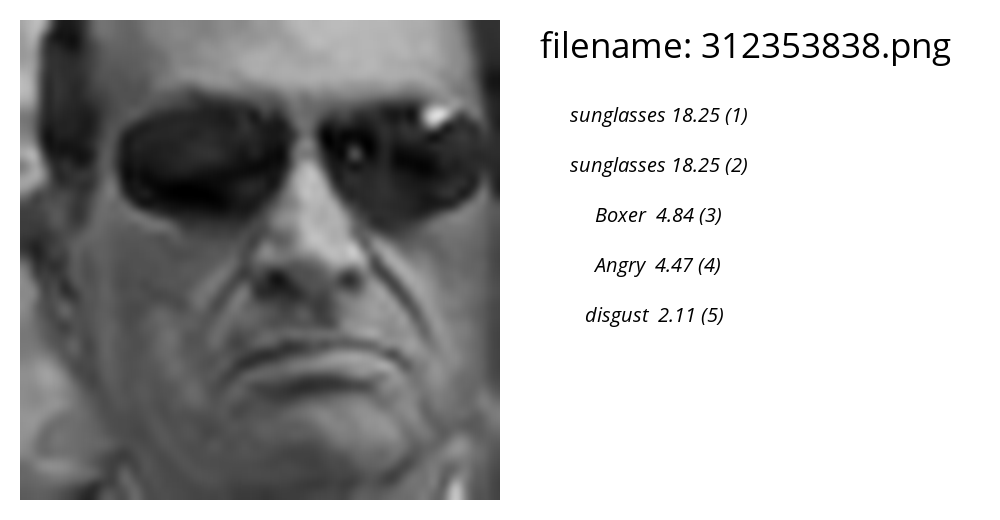 filename: 312353838.png
sunglasses 18.25 (1)
sunglasses 18.25 (2)
Boxer 4.84 (3)
Angry 4.47 (4)
disgust 2.11 (5)